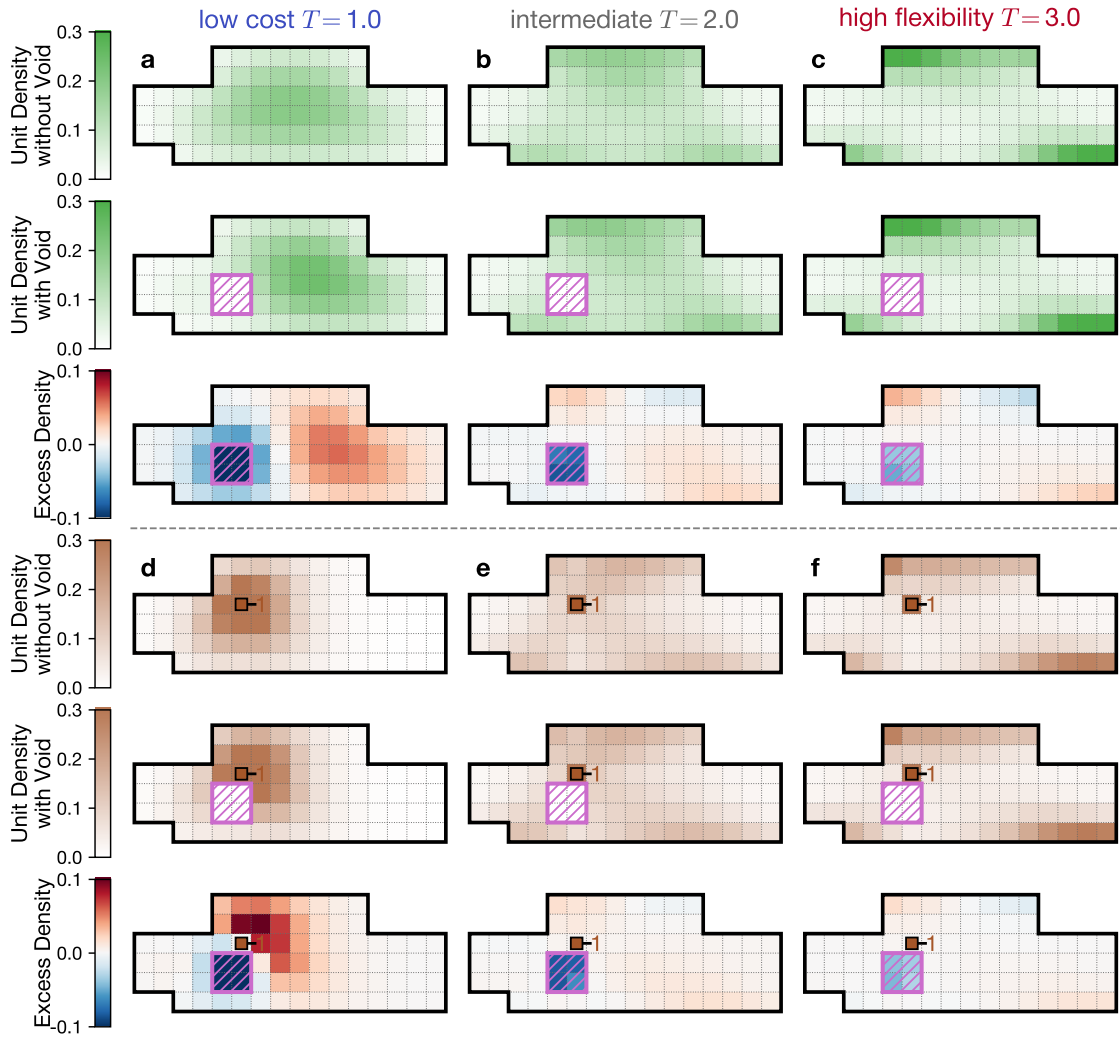 low cost T = 1.0
intermediate T = 2.0
high flexibility T = 3.0
a
b
c
Unit Density
without Void
0.3
0.2
0.1
0.0
Unit Density
with Void
0.3
0.2
0.1
0.0
Excess Density
0.1
0.0
-0.1
d
e
f
Unit Density
without Void
0.3
0.2
0.1
0.0
1
1
1
Unit Density
with Void
0.3
0.2
0.1
0.0
1
1
1
Excess Density
0.1
0.0
-0.1
1
1
1